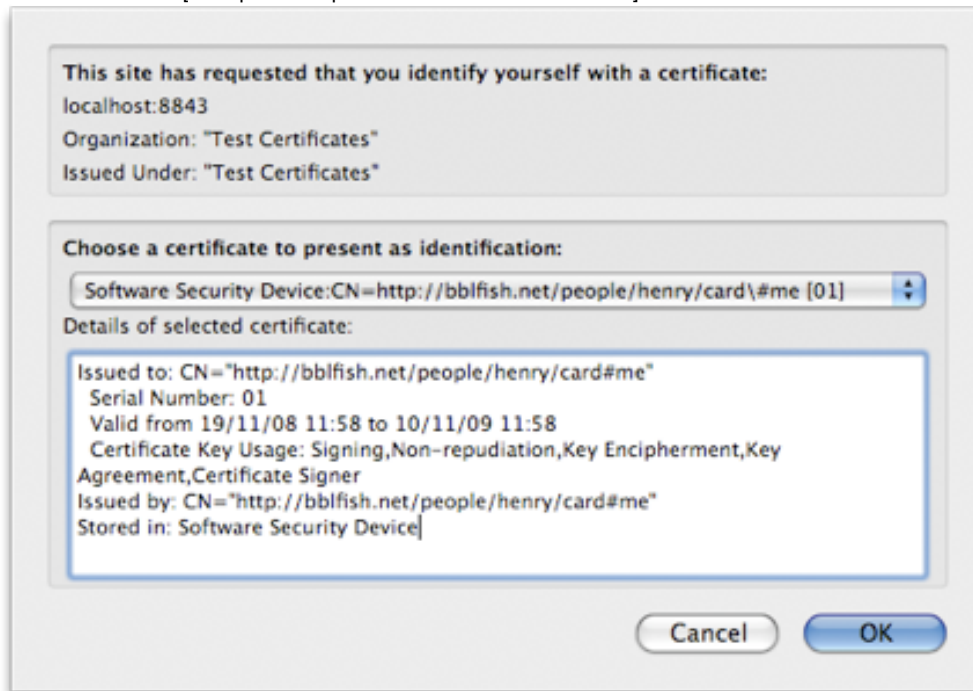 This site has requested that you identify yourself with a certificate:
localhost:8843
Organization: "Test Certificates"
Issued Under: "Test Certificates"
Choose a certificate to present as identification:
Software Security Device:CN=http://bblfish.net/people/henry/card\#me [01]
Details of selected certificate:
Issued to: CN="http://bblfish.net/people/henry/card#me"
Serial Number: 01
Valid from 19/11/08 11:58 to 10/11/09 11:58
Certificate Key Usage: Signing,Non-repudiation,Key Encipherment,Key
Agreement,Certificate Signer
Issued by: CN="http://bblfish.net/people/henry/card#me"
Stored in: Software Security Device
Cancel
OK